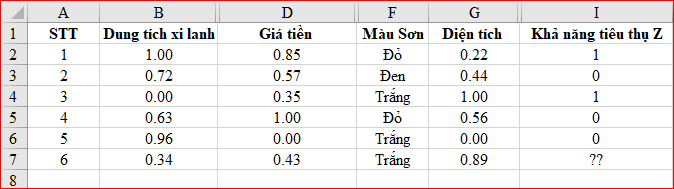 A B D F G I
1 STT Dung tích xi lanh Giá tiền Màu Sơn Diện tích Khả năng tiêu thụ Z
2 1 1.00 0.85 Đỏ 0.22 1
3 2 0.72 0.57 Đen 0.44 0
4 3 0.00 0.35 Trắng 1.00 1
5 4 0.63 1.00 Đỏ 0.56 0
6 5 0.96 0.00 Trắng 0.00 0
7 6 0.34 0.43 Trắng 0.89 ??
8